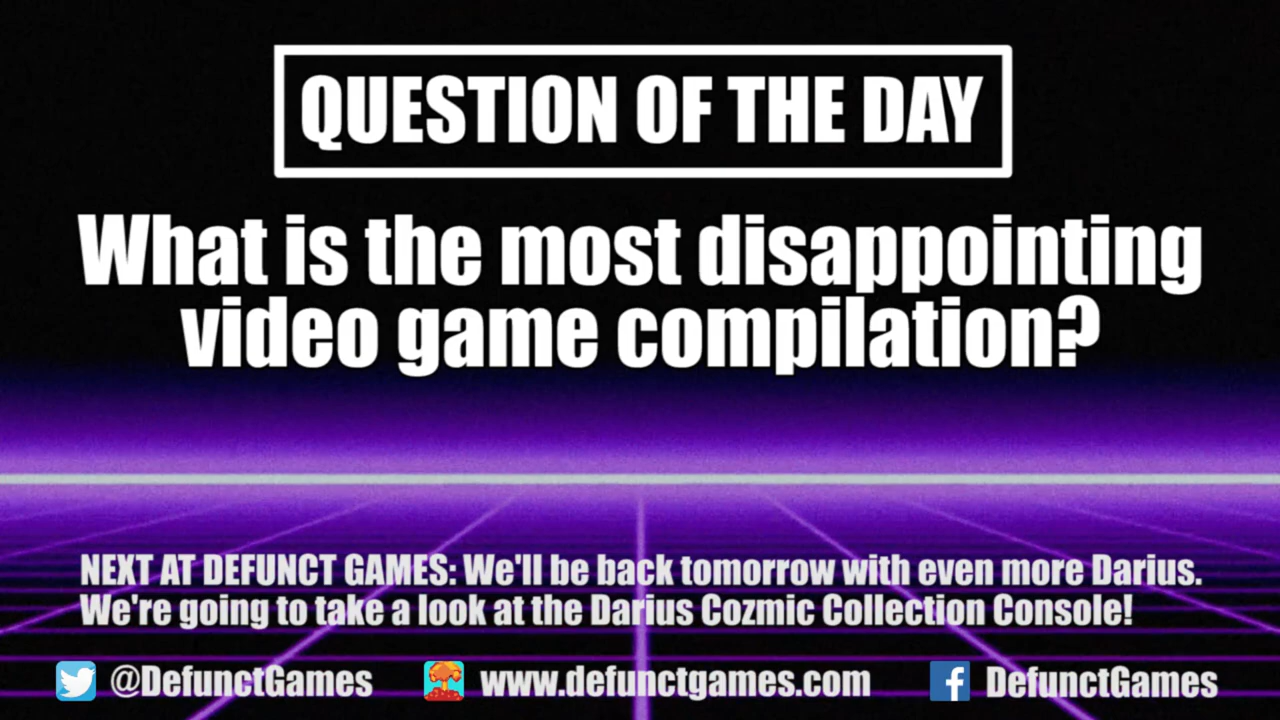 QUESTION OF THE DAY
What is the most disappointing
video game compilation?
NEXT AT DEFUNCT GAMES: We'll be back tomorrow with even more Darius.
We're going to take a look at the Darius Cozmic Collection Console!
@DefunctGames www.defunctgames.com DefunctGames